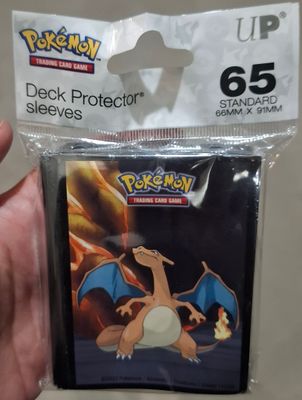 POKéMON
TRADING CARD GAME
UP®
Deck Protector®
sleeves
65
STANDARD
66MM X 91MM
POKéMON
TRADING CARD GAME